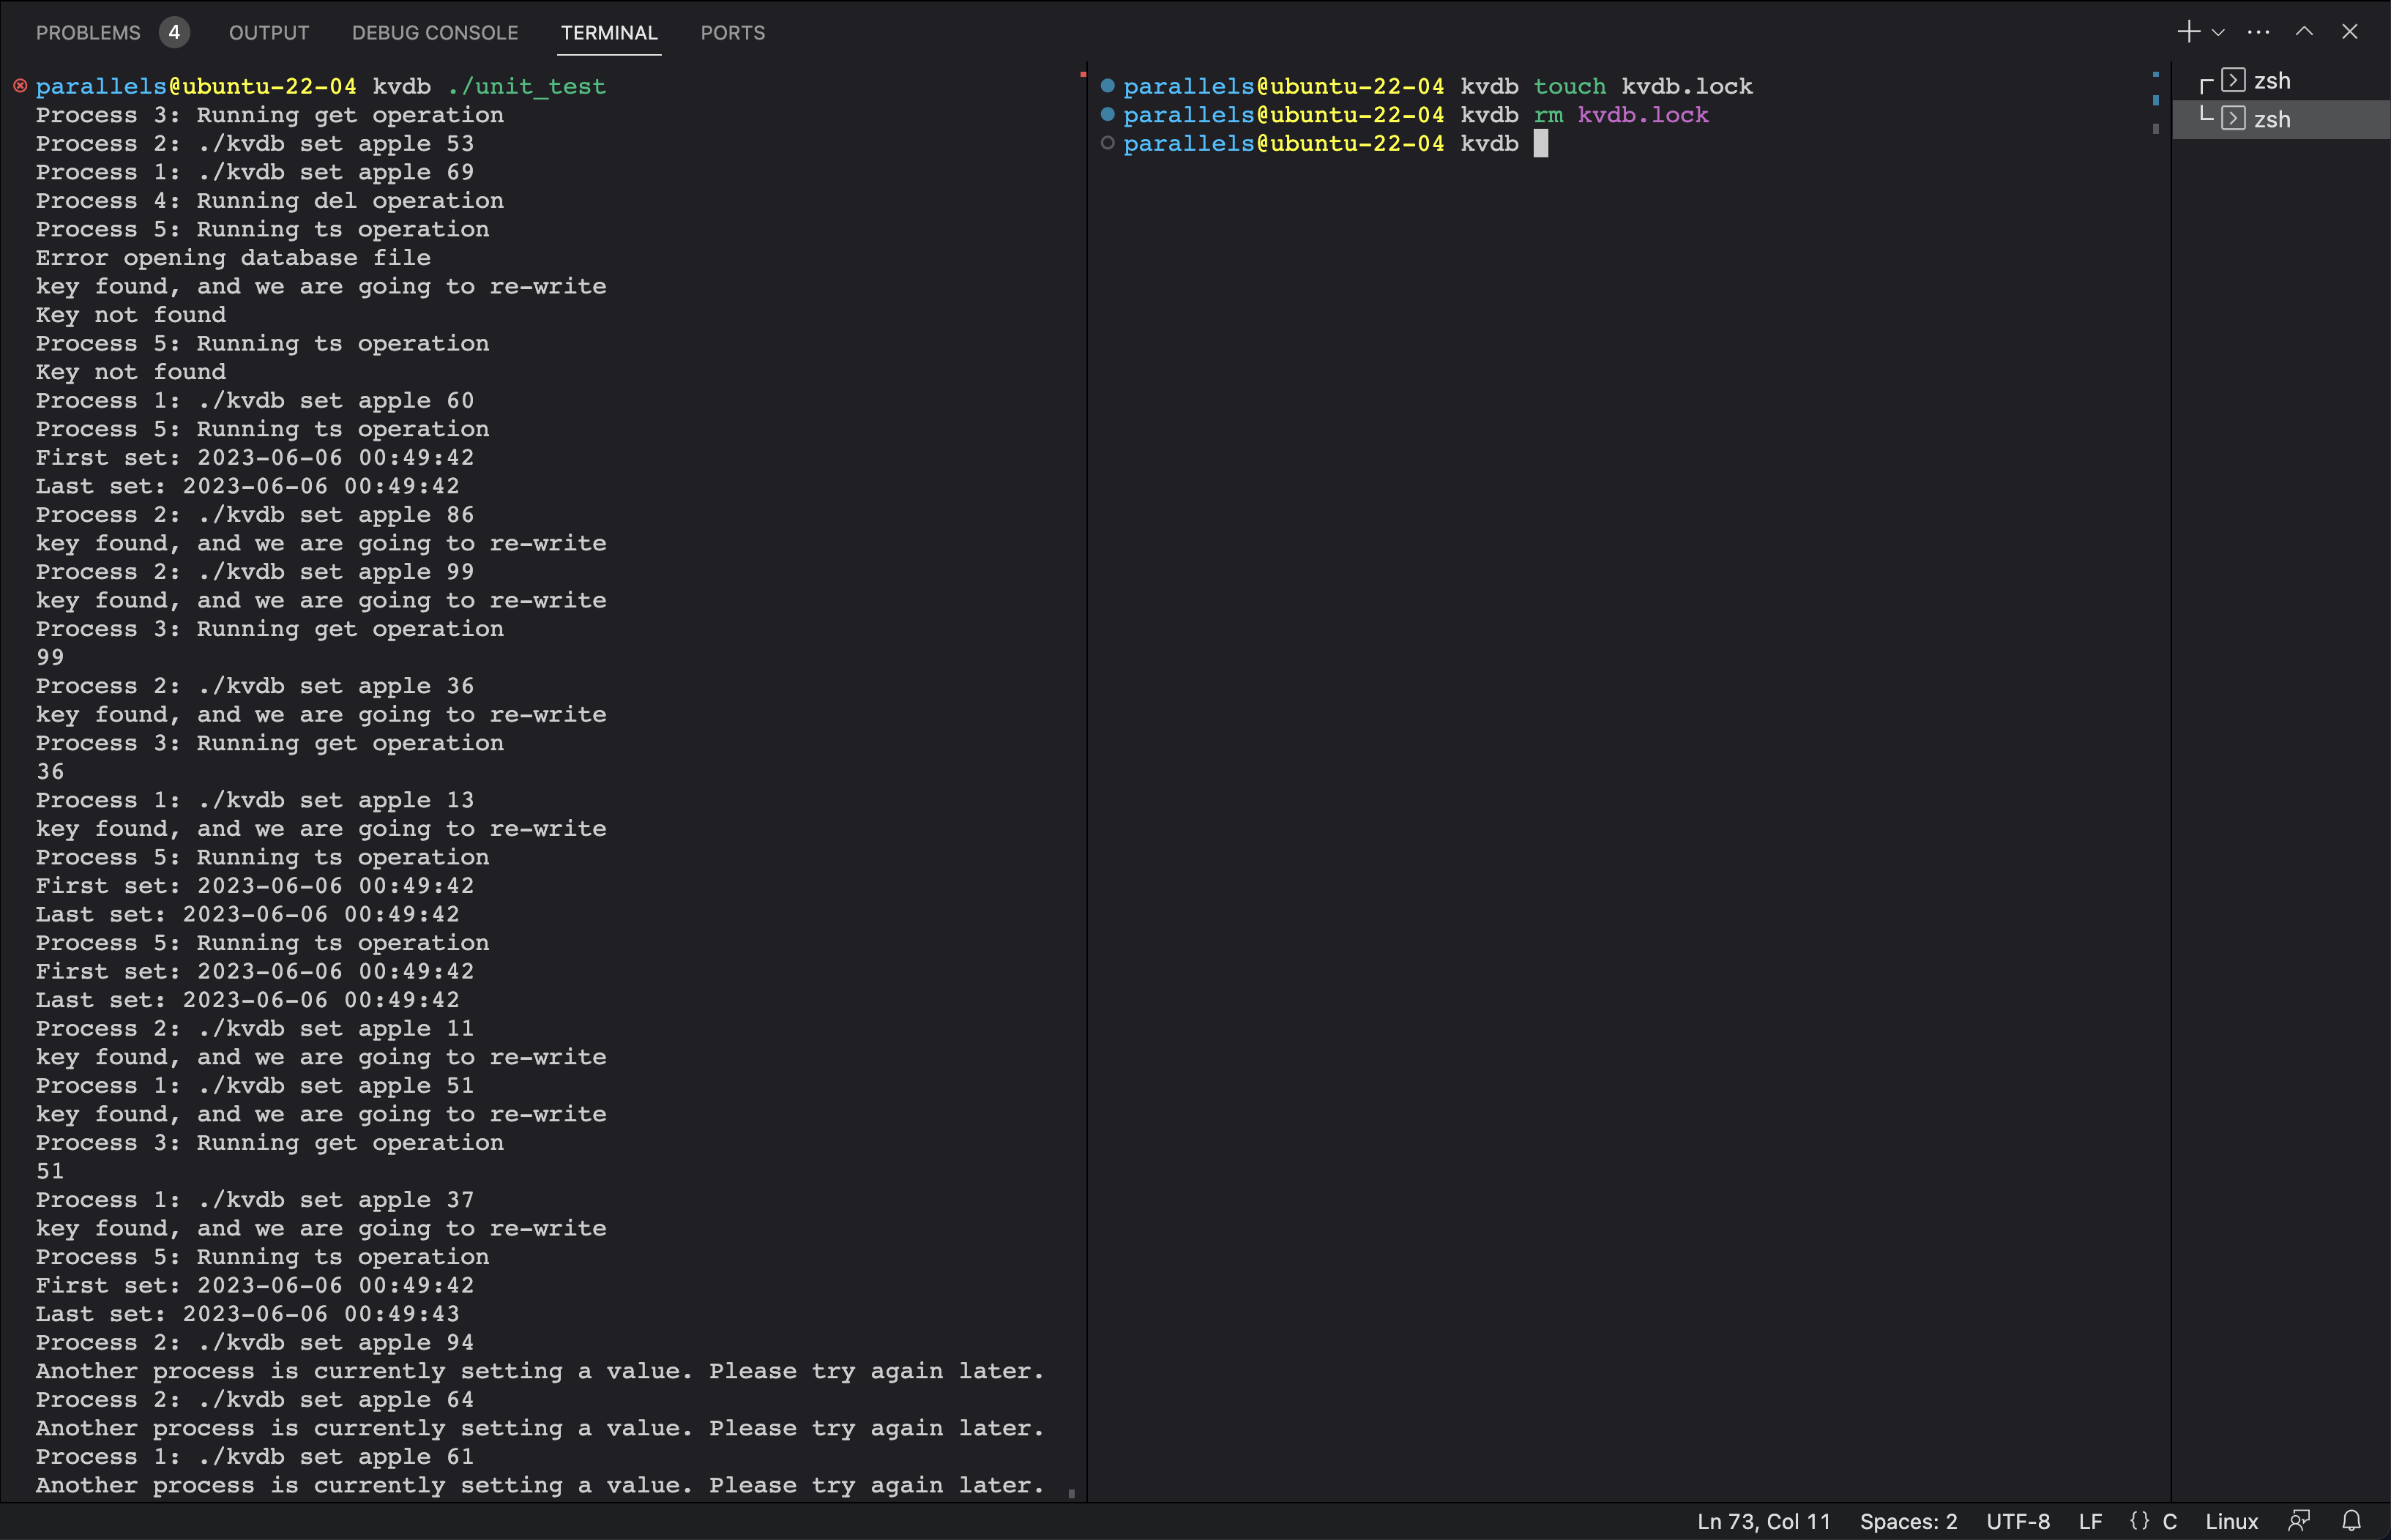 PROBLEMS 4 OUTPUT DEBUG CONSOLE TERMINAL PORTS
parallels@ubuntu-22-04 kvdb ./unit_test
Process 3: Running get operation
Process 2: ./kvdb set apple 53
Process 1: ./kvdb set apple 69
Process 4: Running del operation
Process 5: Running ts operation
Error opening database file
key found, and we are going to re-write
Key not found
Process 5: Running ts operation
Key not found
Process 1: ./kvdb set apple 60
Process 5: Running ts operation
First set: 2023-06-06 00:49:42
Last set: 2023-06-06 00:49:42
Process 2: ./kvdb set apple 86
key found, and we are going to re-write
Process 2: ./kvdb set apple 99
key found, and we are going to re-write
Process 3: Running get operation
99
Process 2: ./kvdb set apple 36
key found, and we are going to re-write
Process 3: Running get operation
36
Process 1: ./kvdb set apple 13
key found, and we are going to re-write
Process 5: Running ts operation
First set: 2023-06-06 00:49:42
Last set: 2023-06-06 00:49:42
Process 5: Running ts operation
First set: 2023-06-06 00:49:42
Last set: 2023-06-06 00:49:42
Process 2: ./kvdb set apple 11
key found, and we are going to re-write
Process 1: ./kvdb set apple 51
key found, and we are going to re-write
Process 3: Running get operation
51
Process 1: ./kvdb set apple 37
key found, and we are going to re-write
Process 5: Running ts operation
First set: 2023-06-06 00:49:42
Last set: 2023-06-06 00:49:43
Process 2: ./kvdb set apple 94
Another process is currently setting a value. Please try again later.
Process 2: ./kvdb set apple 64
Another process is currently setting a value. Please try again later.
Process 1: ./kvdb set apple 61
Another process is currently setting a value. Please try again later.
parallels@ubuntu-22-04 kvdb touch kvdb.lock
parallels@ubuntu-22-04 kvdb rm kvdb.lock
parallels@ubuntu-22-04 kvdb
zsh
zsh
Ln 73, Col 11 Spaces: 2 UTF-8 LF {} C Linux